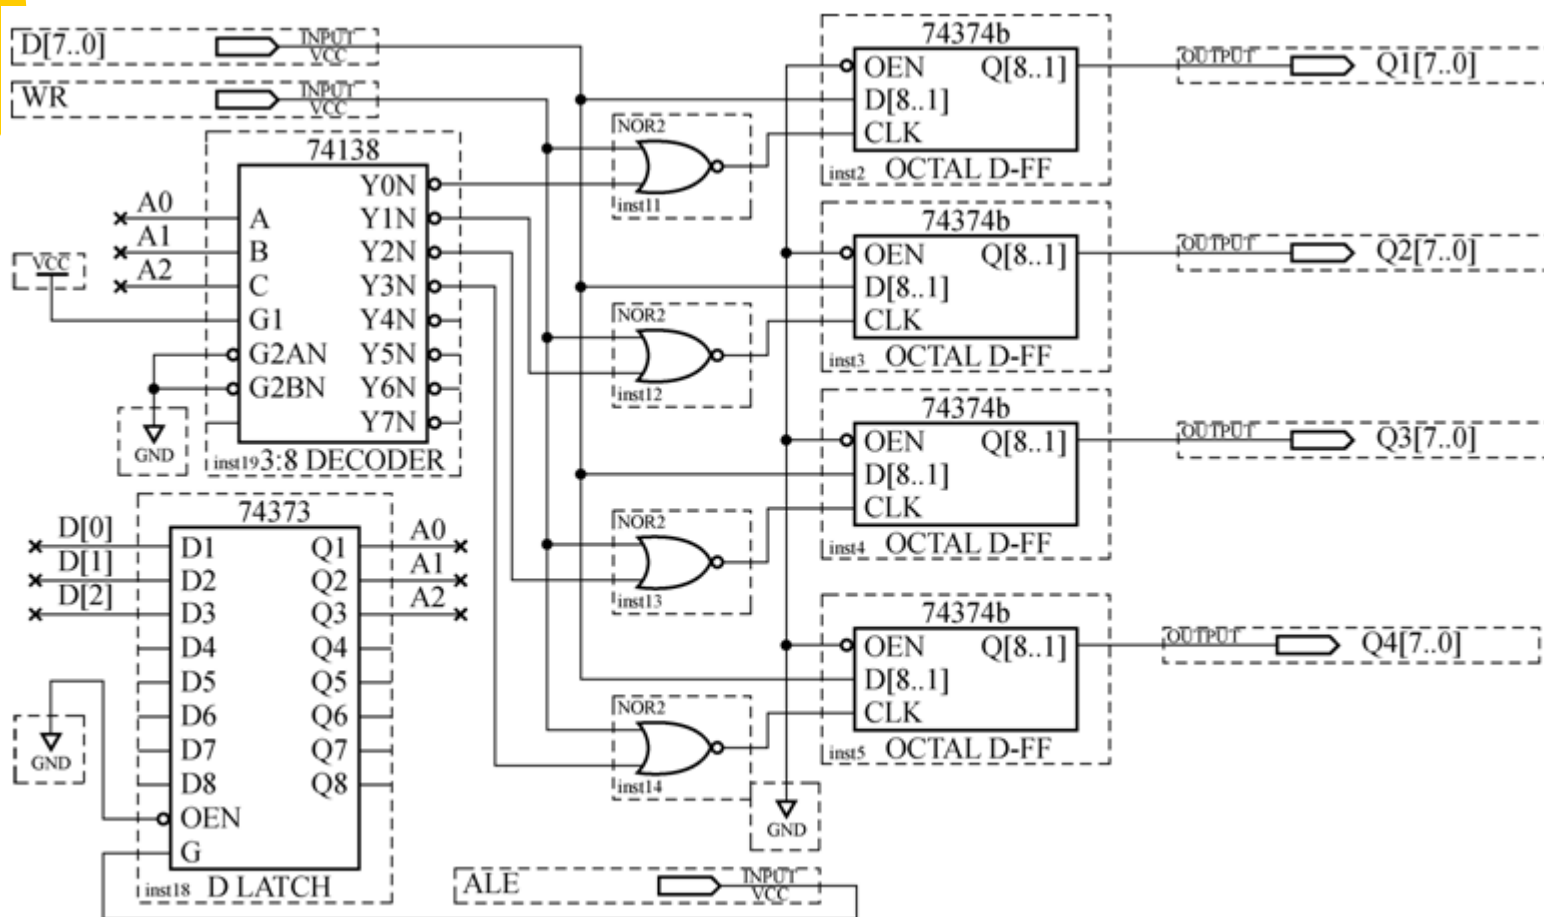 D[7..0] INPUT VCC
WR INPUT VCC
74138
A0 A Y0N
A1 B Y1N
A2 C Y2N
VCC
Y3N
G1 Y4N
G2AN Y5N
G2BN Y6N
Y7N
GND
inst19 3:8 DECODER
74373
D[0] D1 Q1 A0
D[1] D2 Q2 A1
D[2] D3 Q3 A2
D4 Q4
D5 Q5
D6 Q6
D7 Q7
D8 Q8
GND
OEN
G
inst18 D LATCH
ALE INPUT VCC
NOR2
inst11
NOR2
inst12
NOR2
inst13
NOR2
inst14
GND
74374b
OEN Q[8..1] OUTPUT Q1[7..0]
D[8..1]
CLK
inst2 OCTAL D-FF
74374b
OEN Q[8..1] OUTPUT Q2[7..0]
D[8..1]
CLK
inst3 OCTAL D-FF
74374b
OEN Q[8..1] OUTPUT Q3[7..0]
D[8..1]
CLK
inst4 OCTAL D-FF
74374b
OEN Q[8..1] OUTPUT Q4[7..0]
D[8..1]
CLK
inst5 OCTAL D-FF